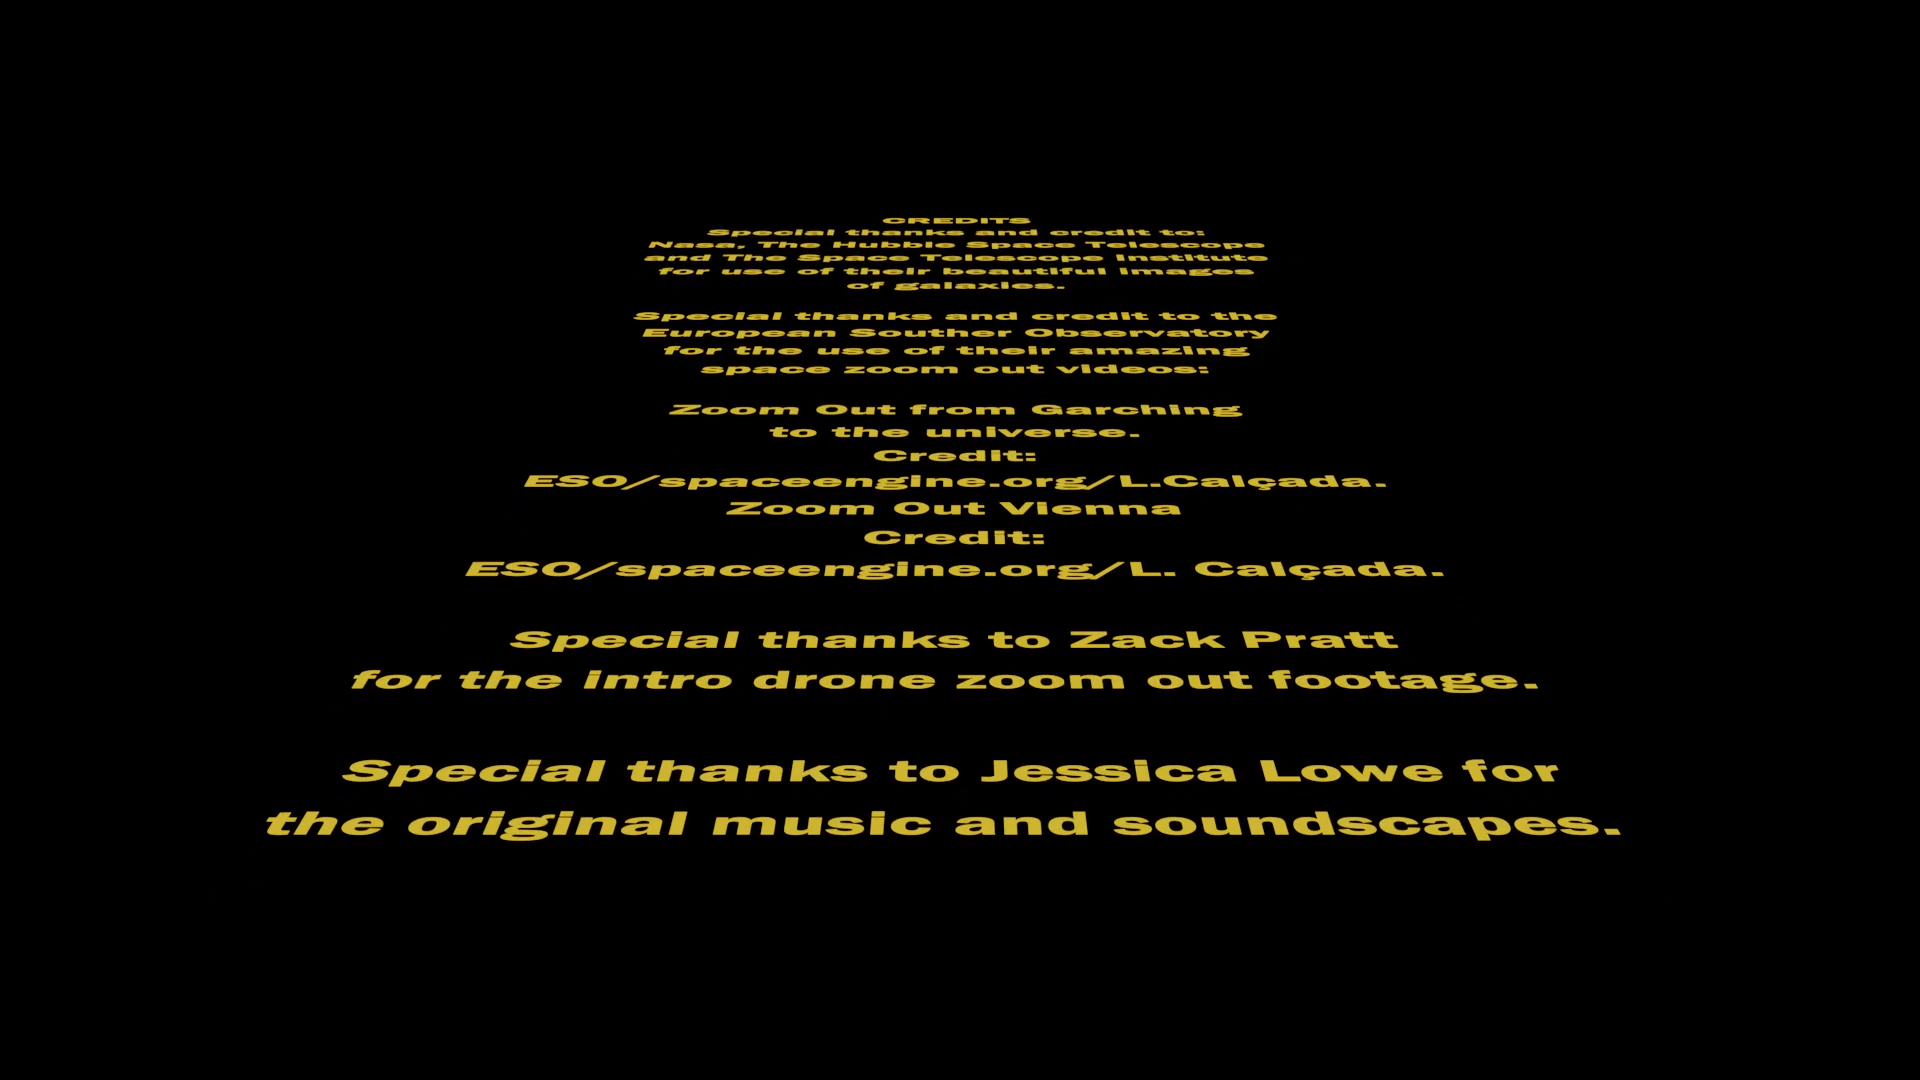 CREDITS
Special thanks and credit to:
Nasa, The Hubble Space Telescope
and The Space Telescope Institute
for use of their beautiful images
of galaxies.
Special thanks and credit to the
European Souther Observatory
for the use of their amazing
space zoom out videos:
Zoom Out from Garching
to the universe.
Credit:
ESO/spaceengine.org/L.Calçada.
Zoom Out Vienna
Credit:
ESO/spaceengine.org/L. Calçada.
Special thanks to Zack Pratt
for the intro drone zoom out footage.
Special thanks to Jessica Lowe for
the original music and soundscapes.